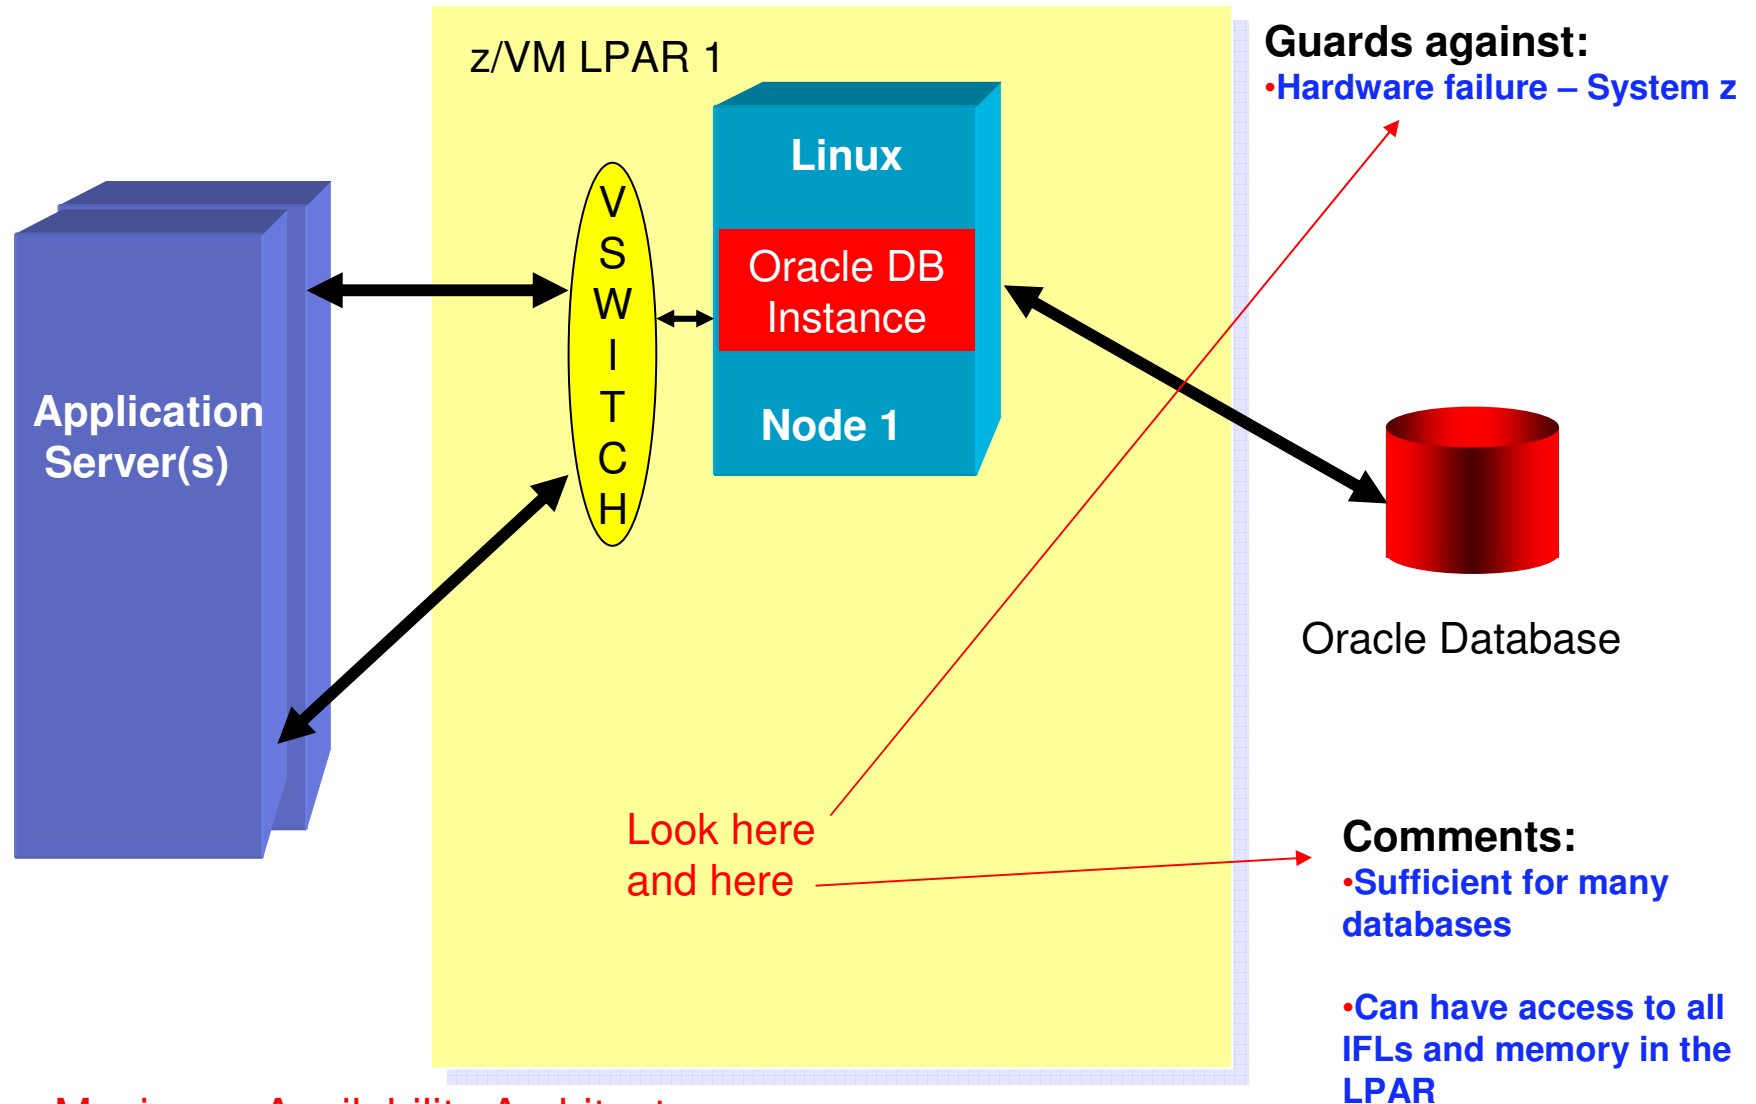 z/VM LPAR 1
Guards against:
•Hardware failure – System z
Linux
Oracle DB
Instance
Node 1
V
S
W
I
T
C
H
Application
Server(s)
Oracle Database
Look here
and here
Comments:
•Sufficient for many
databases
•Can have access to all
IFLs and memory in the
LPAR